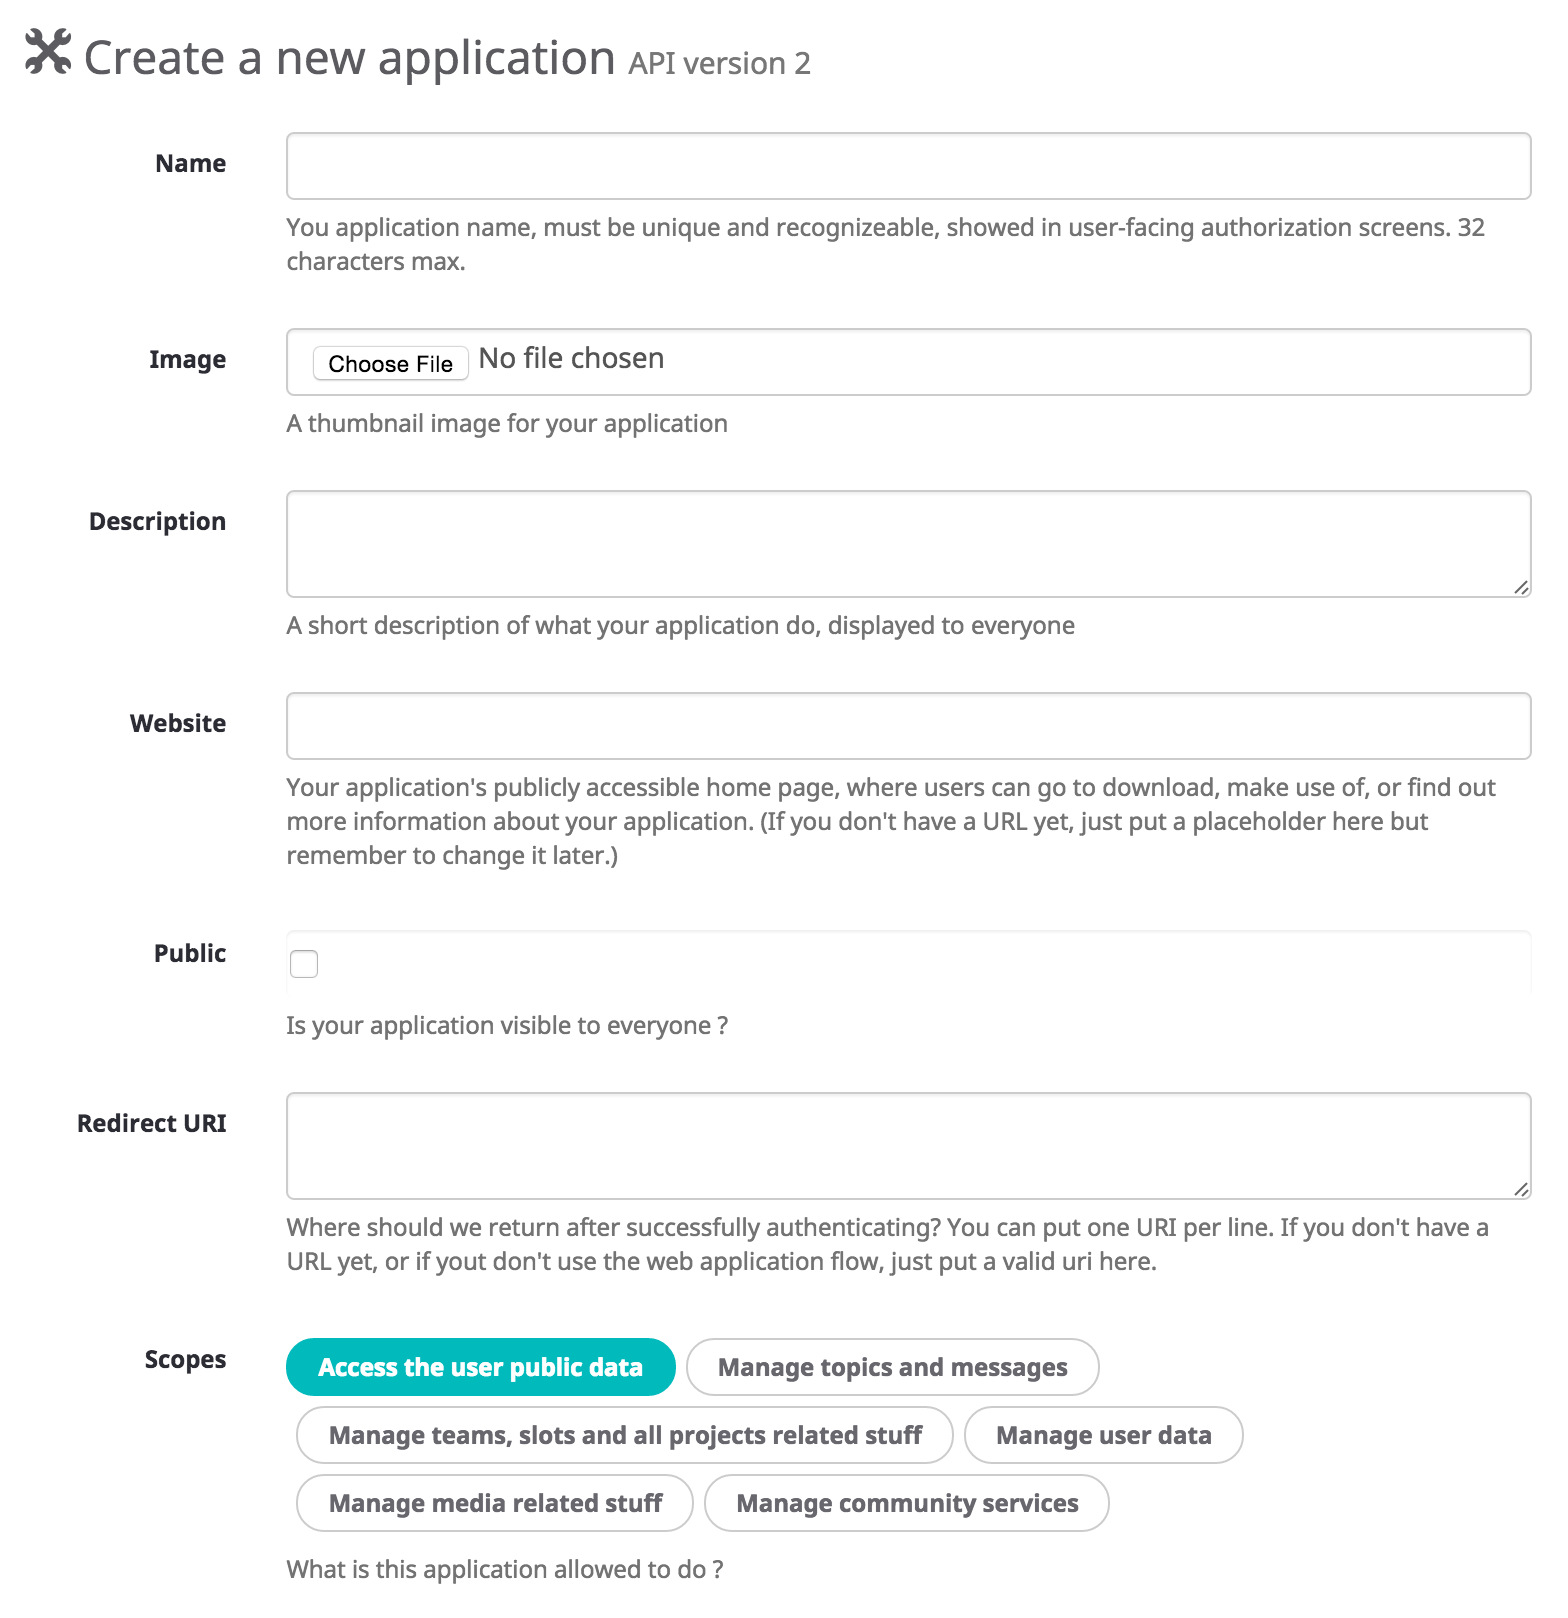 Create a new application API version 2
Name
You application name, must be unique and recognizeable, showed in user-facing authorization screens. 32
characters max.
Image
Choose File No file chosen
A thumbnail image for your application
Description
A short description of what your application do, displayed to everyone
Website
Your application's publicly accessible home page, where users can go to download, make use of, or find out
more information about your application. (If you don't have a URL yet, just put a placeholder here but
remember to change it later.)
Public
Is your application visible to everyone ?
Redirect URI
Where should we return after successfully authenticating? You can put one URI per line. If you don't have a
URL yet, or if yout don't use the web application flow, just put a valid uri here.
Scopes
Access the user public data Manage topics and messages
Manage teams, slots and all projects related stuff Manage user data
Manage media related stuff Manage community services
What is this application allowed to do ?